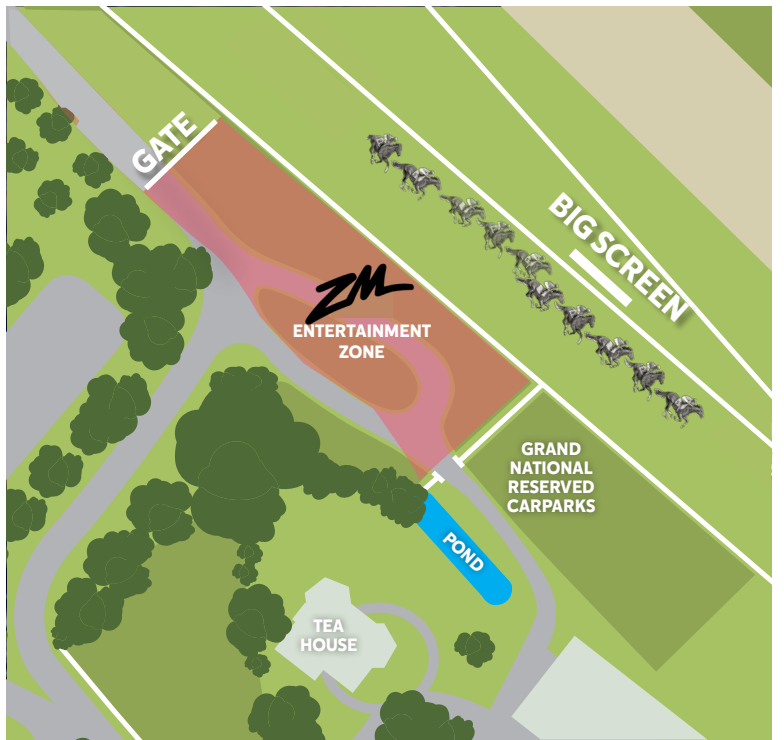 GATE
BIG SCREEN
ZM
ENTERTAINMENT
ZONE
GRAND
NATIONAL
RESERVED
CARPARKS
POND
TEA
HOUSE